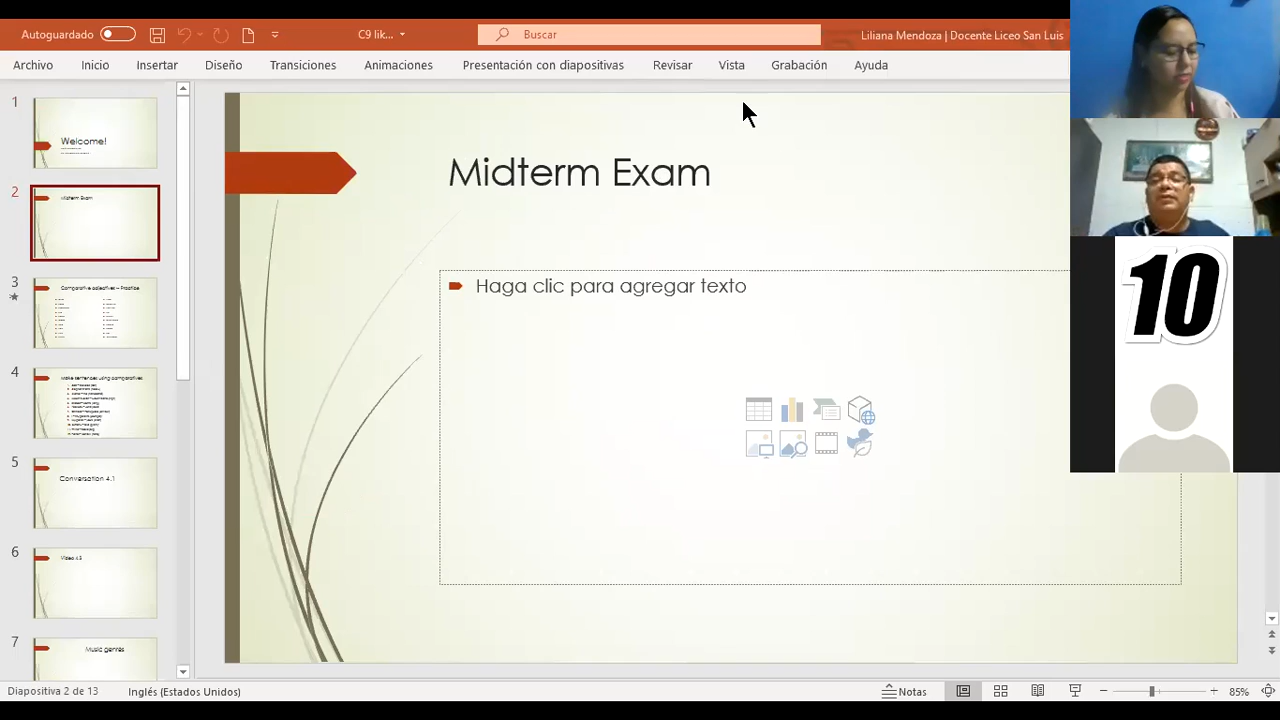 Autoguardado
C9 lik...
Buscar
Liliana Mendoza | Docente Liceo San Luis
Archivo
Inicio
Insertar
Diseño
Transiciones
Animaciones
Presentación con diapositivas
Revisar
Vista
Grabación
Ayuda
1
Welcome!
2
Midterm Exam
3
Comparative adjectives – Practice
4
Make sentences using comparatives
5
Conversation 4.1
6
Video 4.3
7
Music genres
Midterm Exam
Haga clic para agregar texto
10
Diapositiva 2 de 13
Inglés (Estados Unidos)
Notas
85%